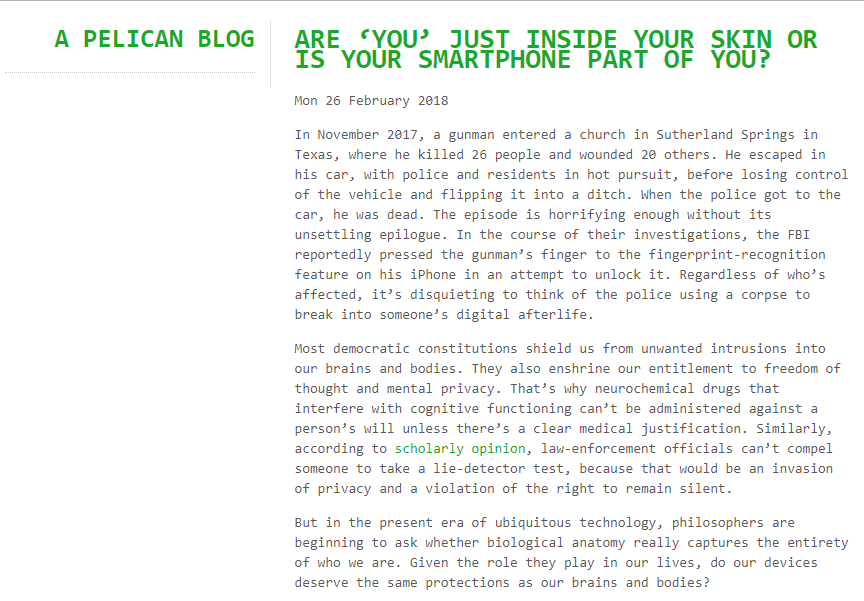 A PELICAN BLOG
ARE ‘YOU’ JUST INSIDE YOUR SKIN OR
IS YOUR SMARTPHONE PART OF YOU?
Mon 26 February 2018
In November 2017, a gunman entered a church in Sutherland Springs in
Texas, where he killed 26 people and wounded 20 others. He escaped in
his car, with police and residents in hot pursuit, before losing control
of the vehicle and flipping it into a ditch. When the police got to the
car, he was dead. The episode is horrifying enough without its
unsettling epilogue. In the course of their investigations, the FBI
reportedly pressed the gunman’s finger to the fingerprint-recognition
feature on his iPhone in an attempt to unlock it. Regardless of who’s
affected, it’s disquieting to think of the police using a corpse to
break into someone’s digital afterlife.
Most democratic constitutions shield us from unwanted intrusions into
our brains and bodies. They also enshrine our entitlement to freedom of
thought and mental privacy. That’s why neurochemical drugs that
interfere with cognitive functioning can’t be administered against a
person’s will unless there’s a clear medical justification. Similarly,
according to scholarly opinion, law-enforcement officials can’t compel
someone to take a lie-detector test, because that would be an invasion
of privacy and a violation of the right to remain silent.
But in the present era of ubiquitous technology, philosophers are
beginning to ask whether biological anatomy really captures the entirety
of who we are. Given the role they play in our lives, do our devices
deserve the same protections as our brains and bodies?